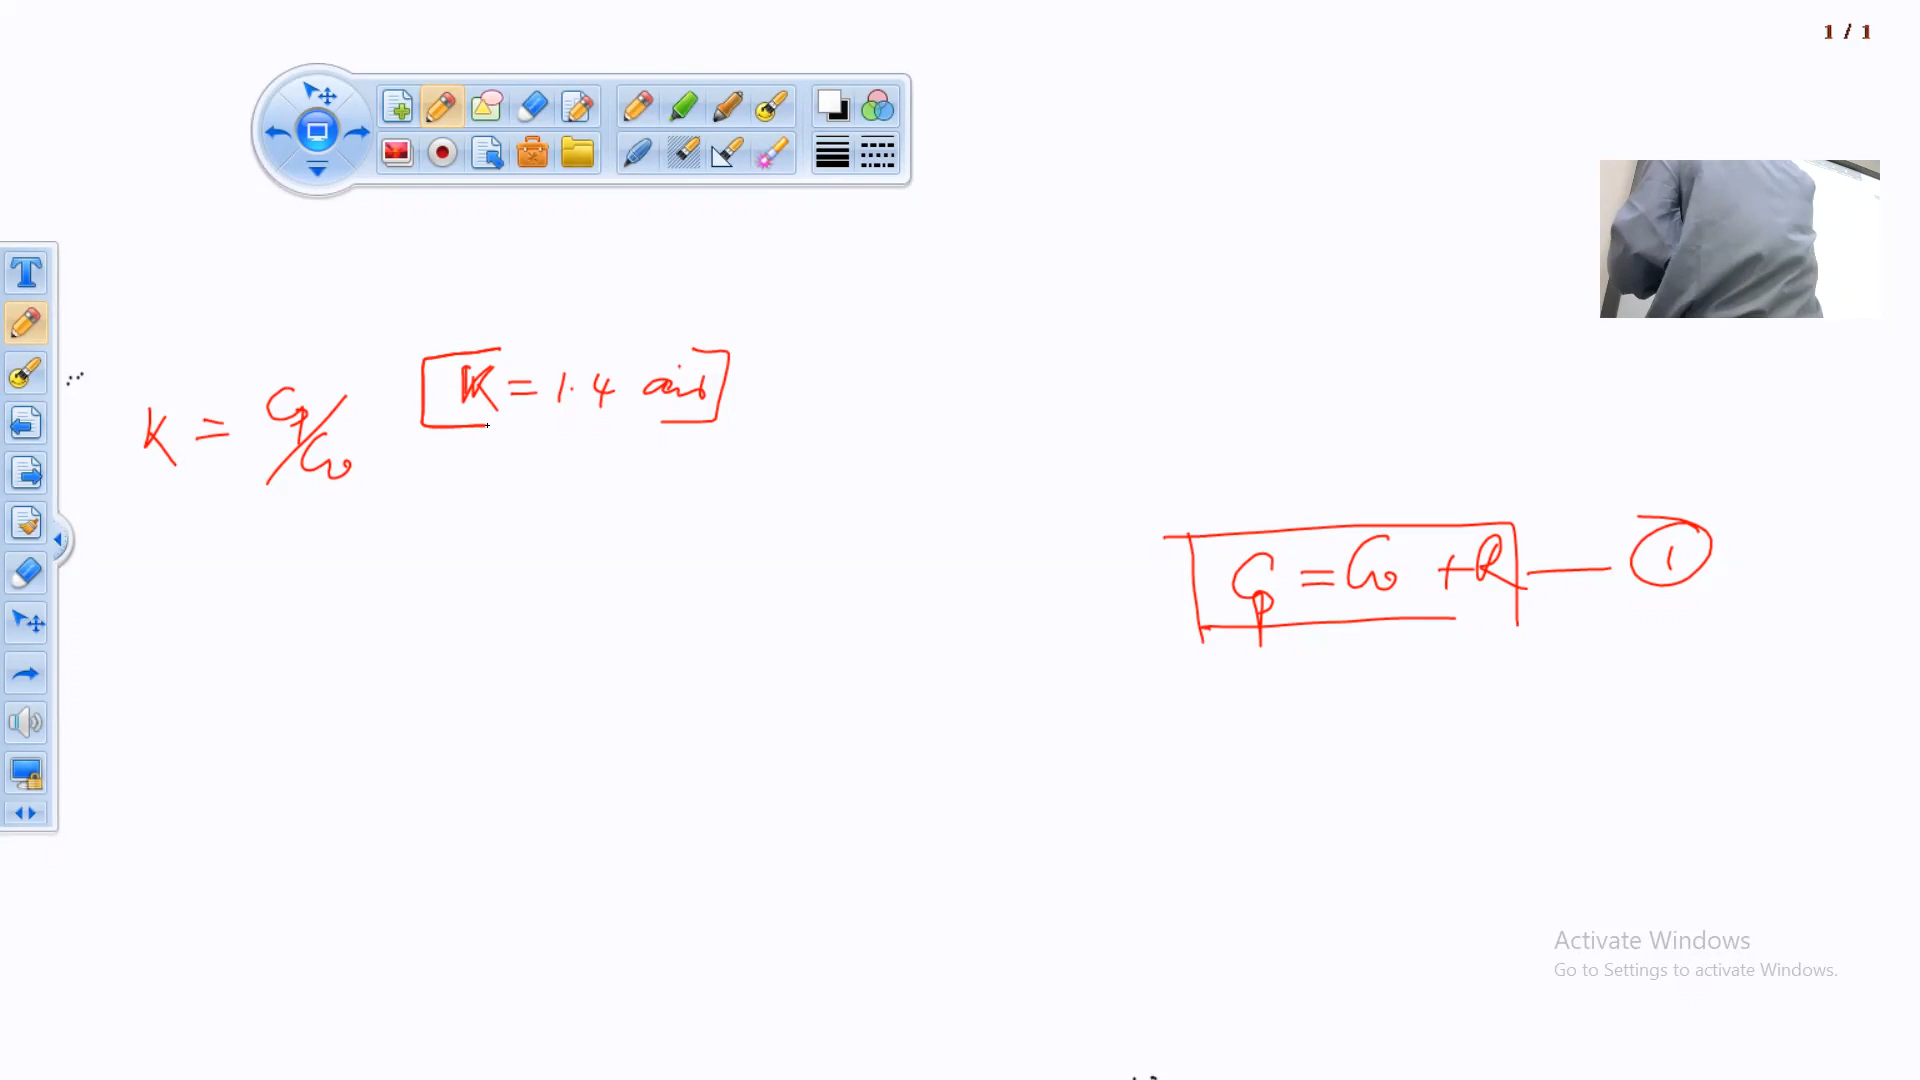 1 / 1
K = 1.4 air
K = Cp/Cv
Cp = Cv + R — 1
Activate Windows
Go to Settings to activate Windows.